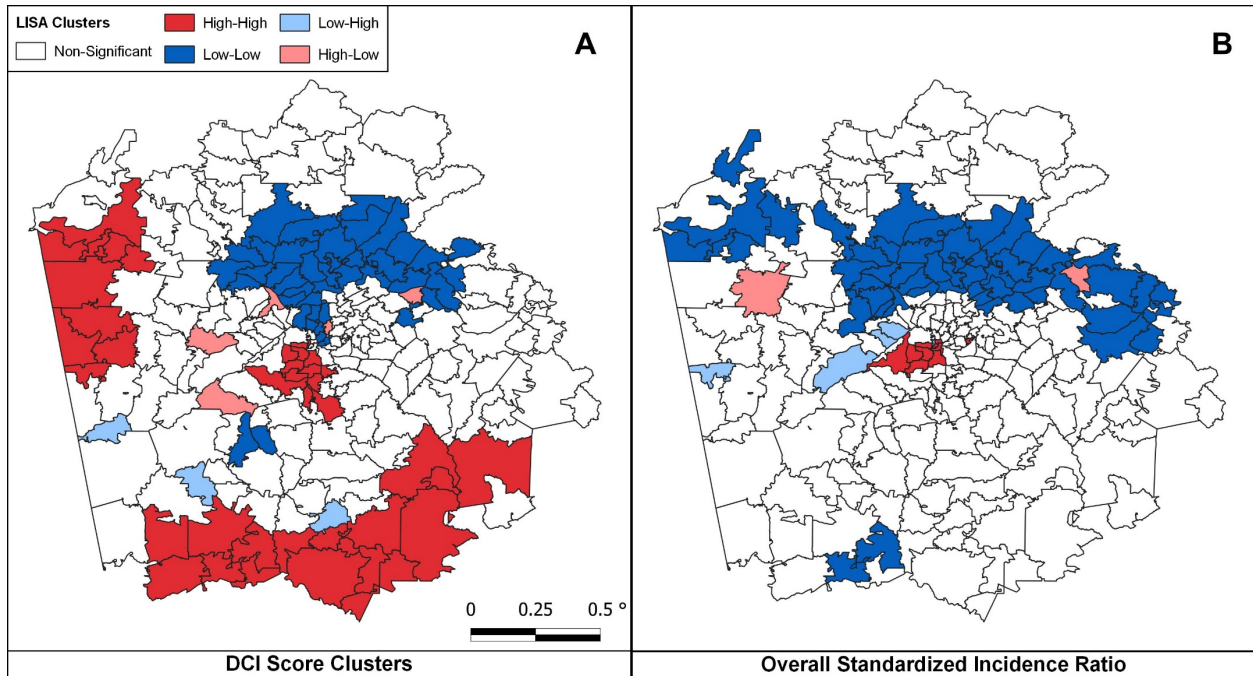 LISA Clusters
High-High
Low-High
Non-Significant
Low-Low
High-Low
A
B
0 0.25 0.5 °
DCI Score Clusters
Overall Standardized Incidence Ratio